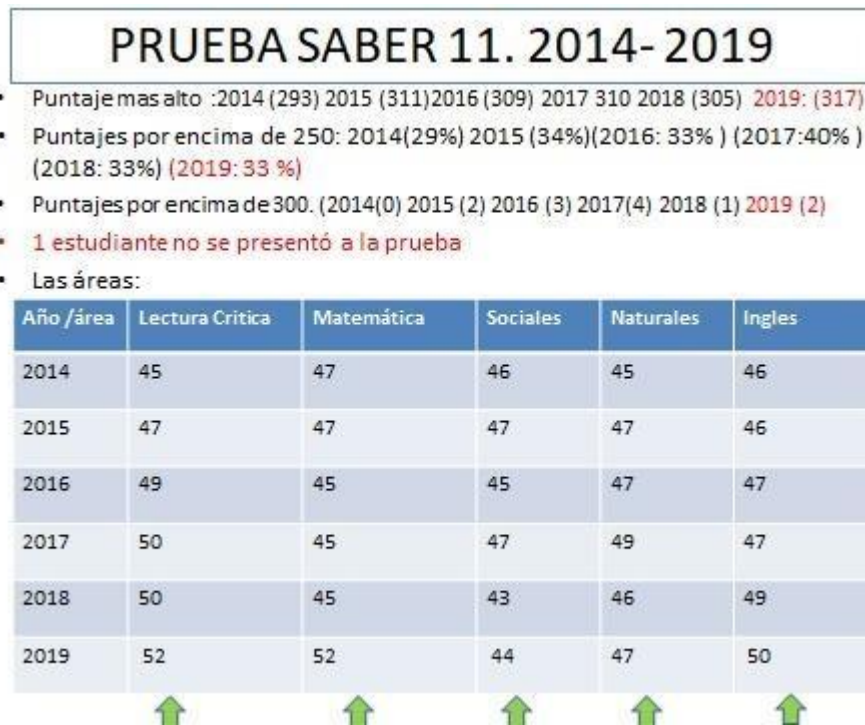 PRUEBA SABER 11. 2014- 2019
• Puntaje mas alto :2014 (293) 2015 (311)2016 (309) 2017 310 2018 (305) 2019: (317)
• Puntajes por encima de 250: 2014(29%) 2015 (34%)(2016: 33% ) (2017:40% )
(2018: 33%) (2019: 33 %)
• Puntajes por encima de 300. (2014(0) 2015 (2) 2016 (3) 2017(4) 2018 (1) 2019 (2)
• 1 estudiante no se presentó a la prueba
• Las áreas:
Año /área Lectura Critica Matemática Sociales Naturales Ingles
2014 45 47 46 45 46
2015 47 47 47 47 46
2016 49 45 45 47 47
2017 50 45 47 49 47
2018 50 45 43 46 49
2019 52 52 44 47 50